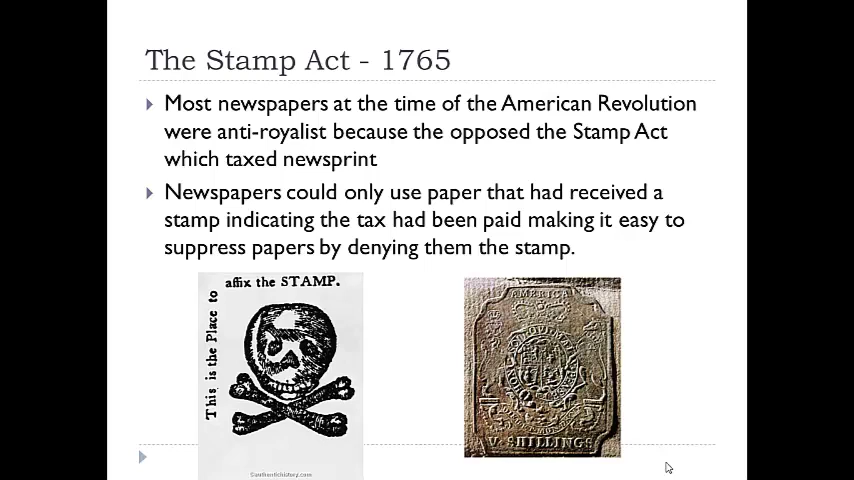 The Stamp Act - 1765
Most newspapers at the time of the American Revolution
were anti-royalist because the opposed the Stamp Act
which taxed newsprint
Newspapers could only use paper that had received a
stamp indicating the tax had been paid making it easy to
suppress papers by denying them the stamp.
affix the STAMP.
This is the Place to
AMERICA
V SHILLINGS